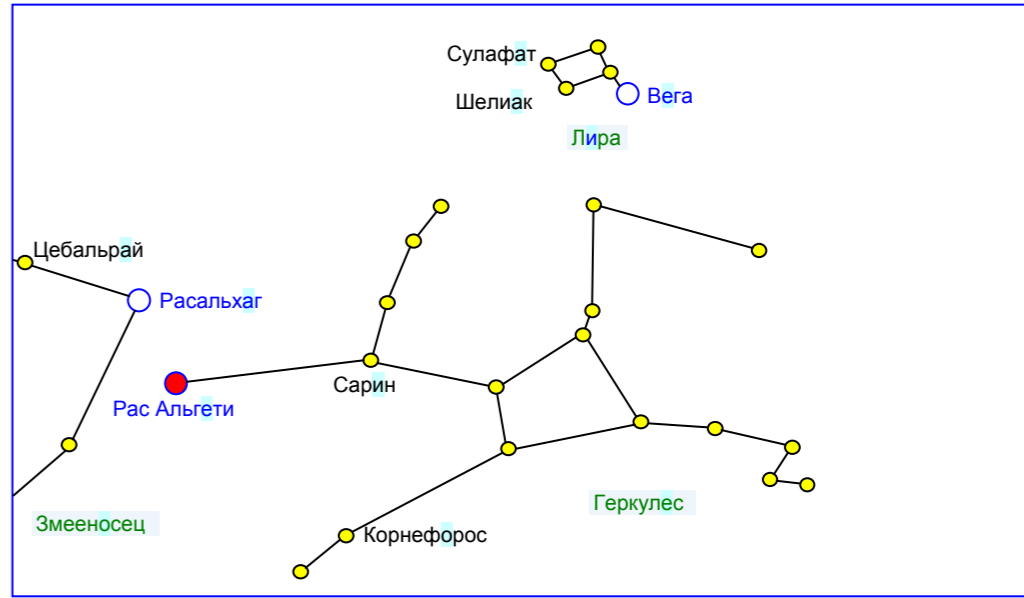 Сулафат
Шелиак
Вега
Лира
Цебальрай
Расальхаг
Сарин
Рас Альгети
Геркулес
Змееносец
Корнефорос